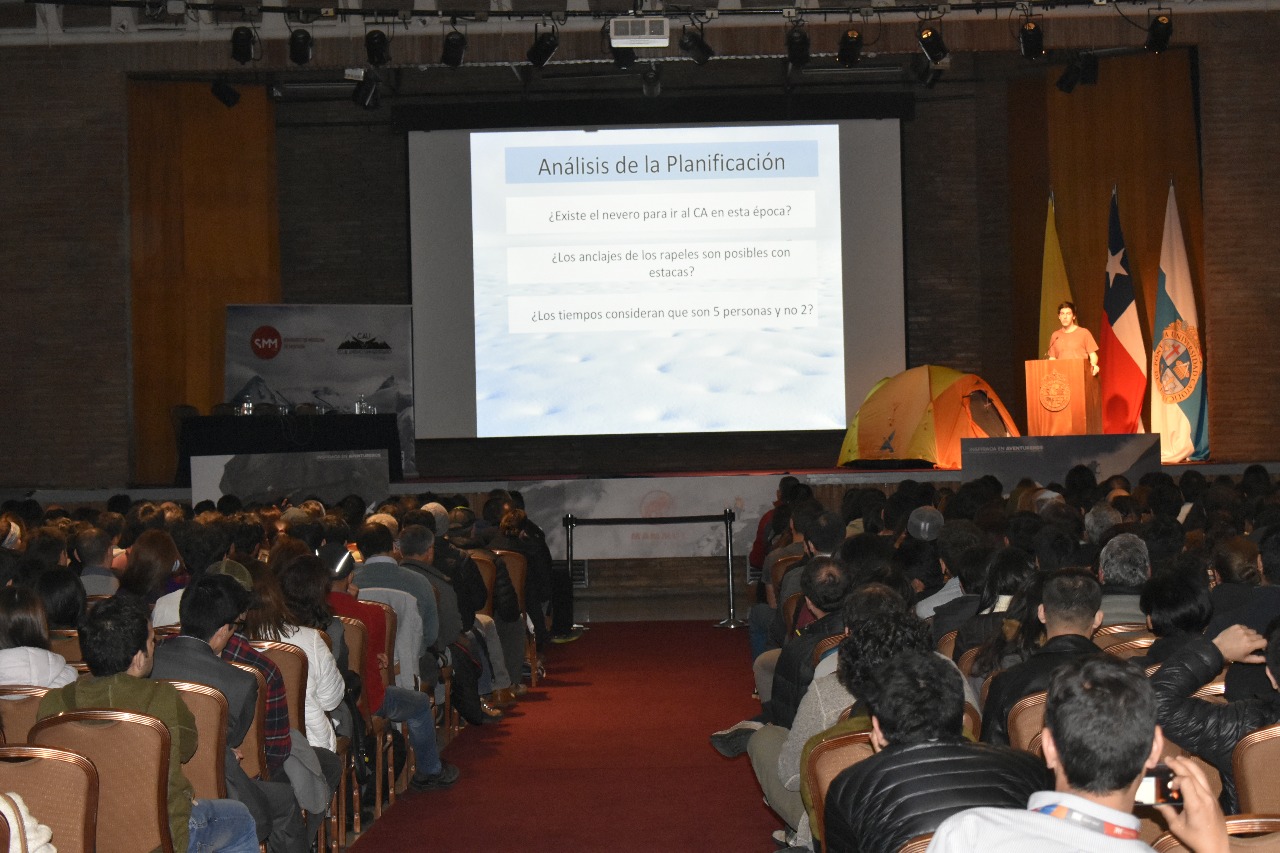 Análisis de la Planificación
¿Existe el nevero para ir al CA en esta época?
¿Los anclajes de los rapeles son posibles con
estacas?
¿Los tiempos consideran que son 5 personas y no 2?
SMM
MAMMUT